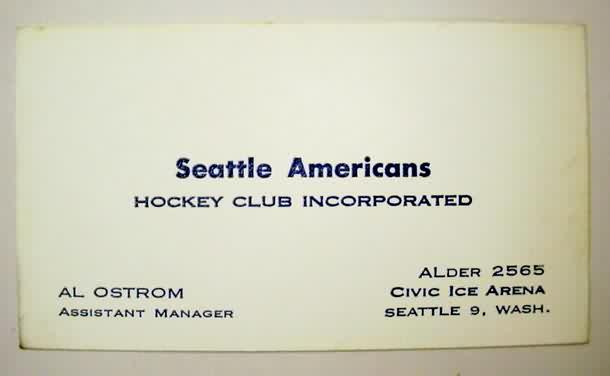 Seattle Americans
HOCKEY CLUB INCORPORATED
AL OSTROM
ASSISTANT MANAGER
ALDER 2565
CIVIC ICE ARENA
SEATTLE 9, WASH.